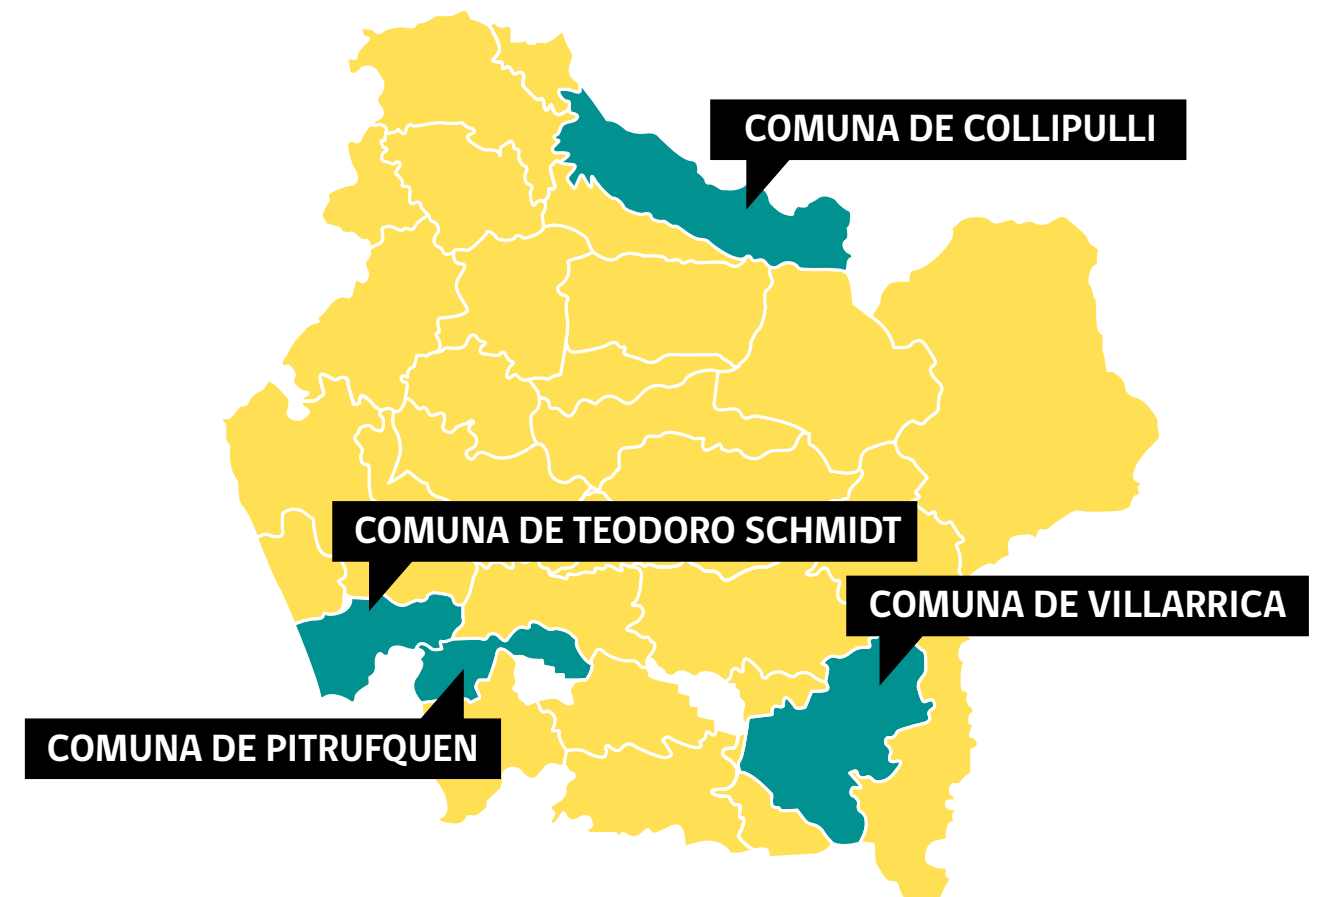 COMUNA DE COLLIPULLI
COMUNA DE TEODORO SCHMIDT
COMUNA DE VILLARRICA
COMUNA DE PITRUFQUEN